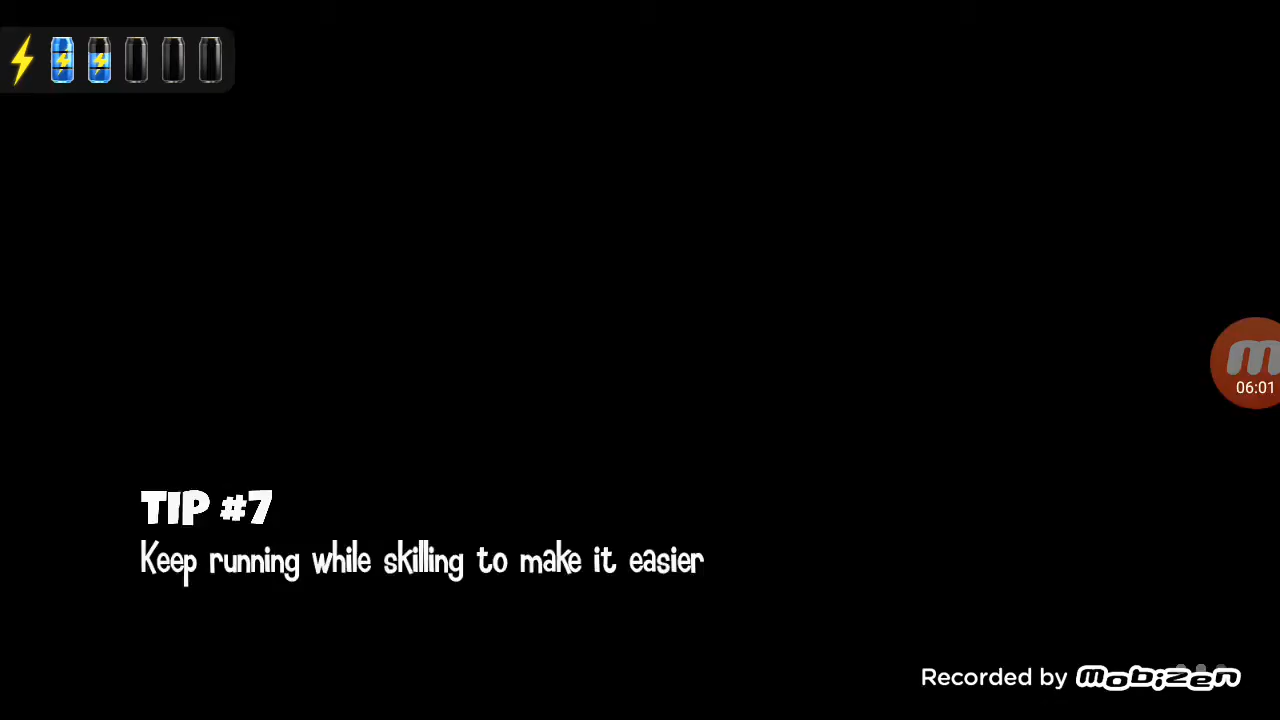 TIP #7
Keep running while skilling to make it easier
06:01
Recorded by mobizen